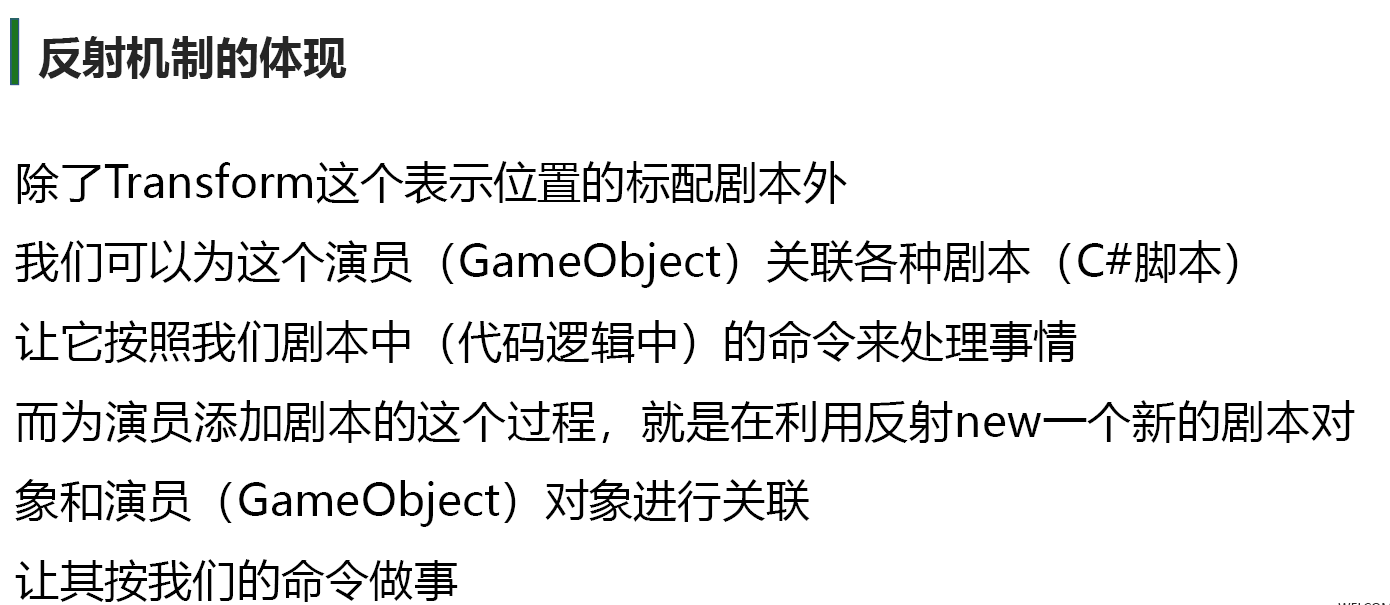 反射机制的体现
除了Transform这个表示位置的标配剧本外
我们可以为这个演员（GameObject）关联各种剧本（C#脚本）
让它按照我们剧本中（代码逻辑中）的命令来处理事情
而为演员添加剧本的这个过程，就是在利用反射new一个新的剧本对
象和演员（GameObject）对象进行关联
让其按我们的命令做事